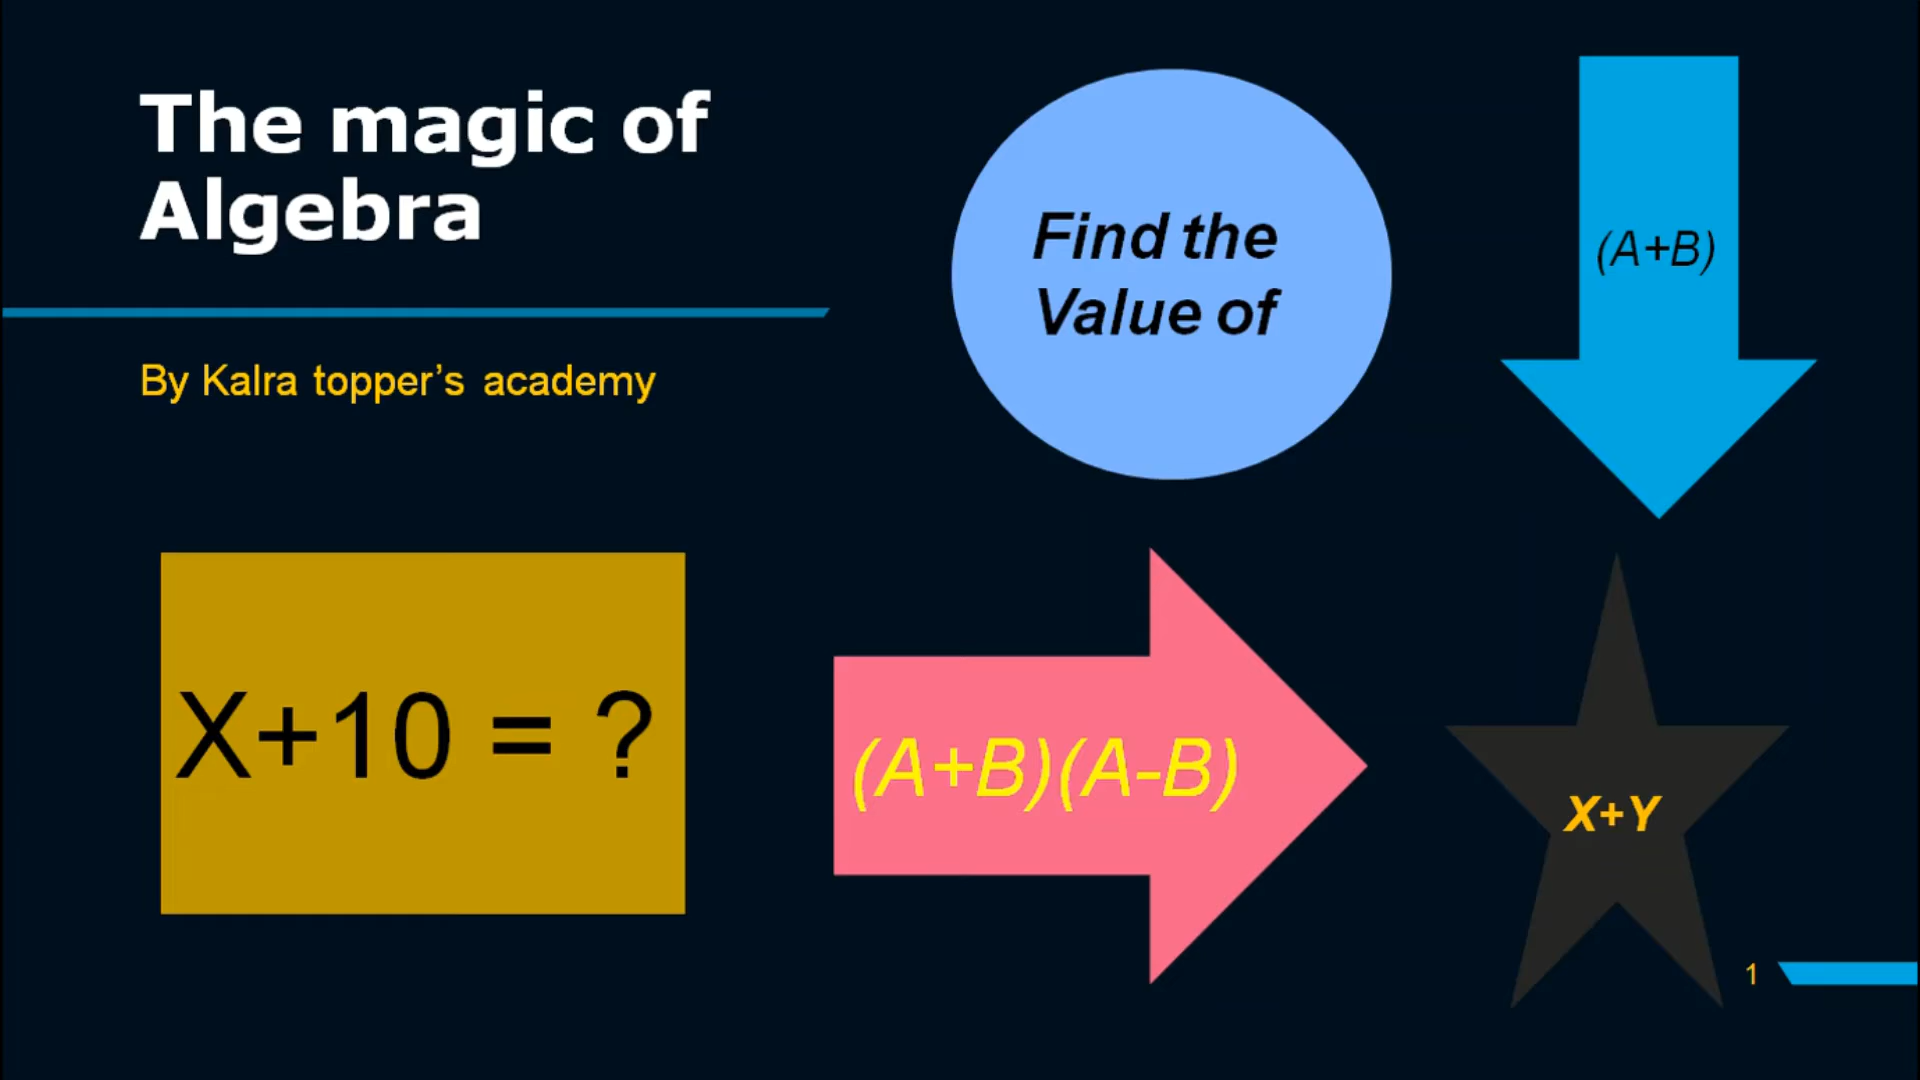 The magic of
Algebra
By Kalra topper’s academy
Find the
Value of
(A+B)
X+10 = ?
(A+B)(A-B)
X+Y
1